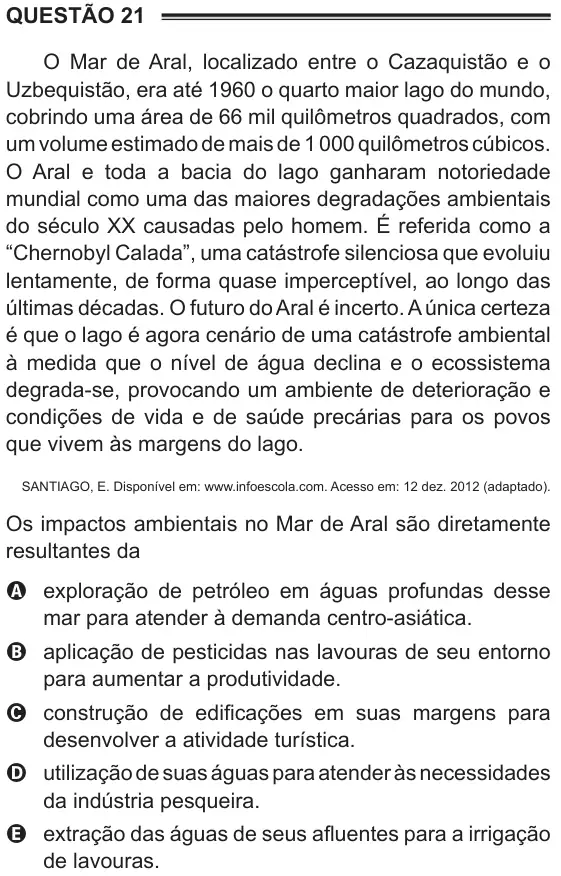 QUESTÃO 21
O Mar de Aral, localizado entre o Cazaquistão e o
Uzbequistão, era até 1960 o quarto maior lago do mundo,
cobrindo uma área de 66 mil quilômetros quadrados, com
um volume estimado de mais de 1 000 quilômetros cúbicos.
O Aral e toda a bacia do lago ganharam notoriedade
mundial como uma das maiores degradações ambientais
do século XX causadas pelo homem. É referida como a
“Chernobyl Calada”, uma catástrofe silenciosa que evoluiu
lentamente, de forma quase imperceptível, ao longo das
últimas décadas. O futuro do Aral é incerto. A única certeza
é que o lago é agora cenário de uma catástrofe ambiental
à medida que o nível de água declina e o ecossistema
degrada-se, provocando um ambiente de deterioração e
condições de vida e de saúde precárias para os povos
que vivem às margens do lago.
SANTIAGO, E. Disponível em: www.infoescola.com. Acesso em: 12 dez. 2012 (adaptado).
Os impactos ambientais no Mar de Aral são diretamente
resultantes da
A exploração de petróleo em águas profundas desse
mar para atender à demanda centro-asiática.
B aplicação de pesticidas nas lavouras de seu entorno
para aumentar a produtividade.
C construção de edificações em suas margens para
desenvolver a atividade turística.
D utilização de suas águas para atender às necessidades
da indústria pesqueira.
E extração das águas de seus afluentes para a irrigação
de lavouras.